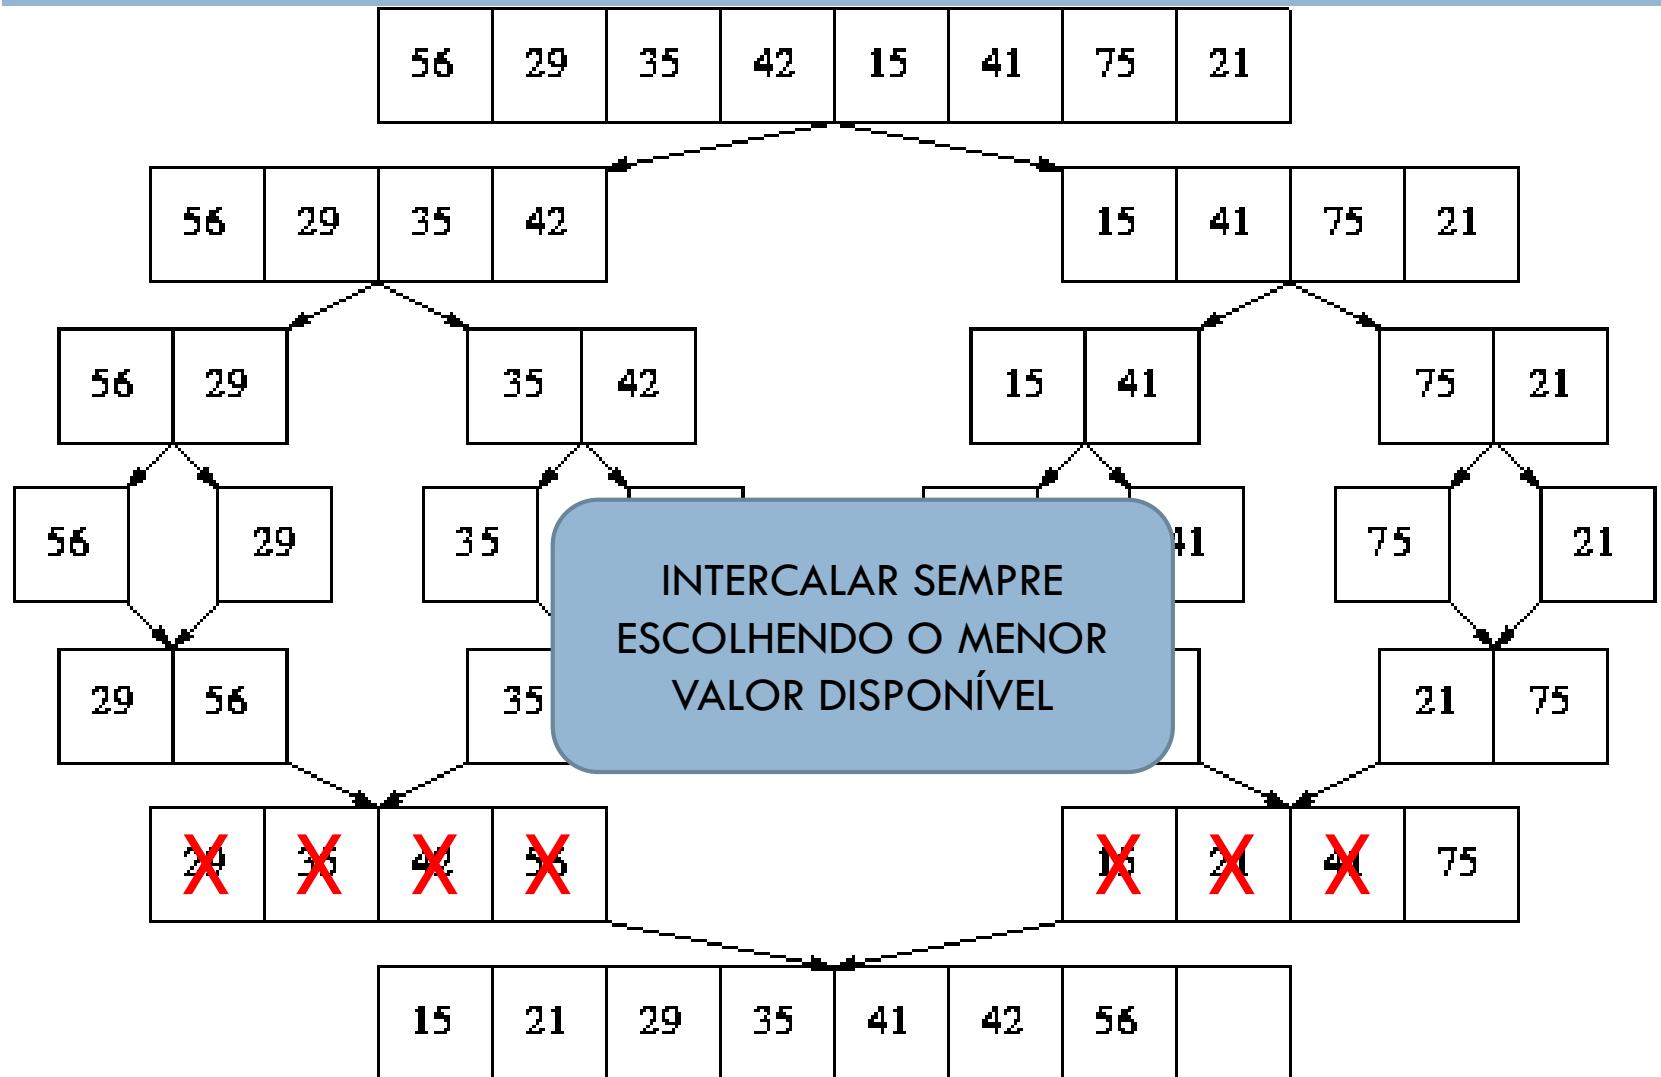 56 29 35 42 15 41 75 21
56 29 35 42 15 41 75 21
56 29 35 42 15 41 75 21
56 29 35 41 75 21
INTERCALAR SEMPRE
ESCOLHENDO O MENOR
VALOR DISPONÍVEL
29 56 35 21 75
X X X X X X X 75
15 21 29 35 41 42 56